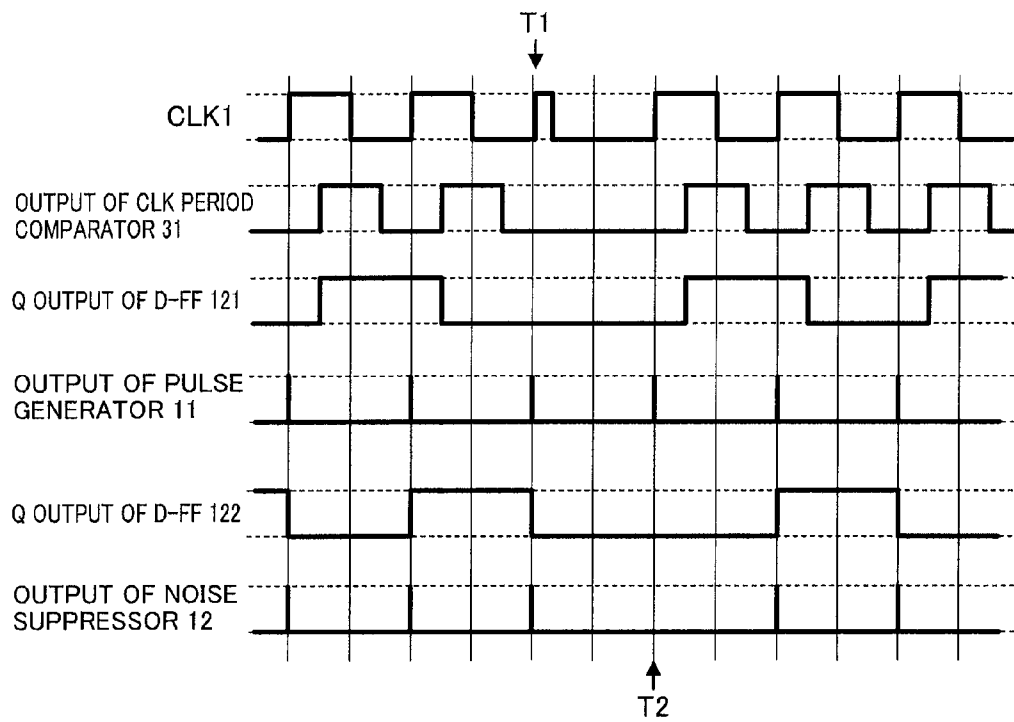 T1
CLK1
OUTPUT OF CLK PERIOD
COMPARATOR 31
Q OUTPUT OF D-FF 121
OUTPUT OF PULSE
GENERATOR 11
Q OUTPUT OF D-FF 122
OUTPUT OF NOISE
SUPPRESSOR 12
T2